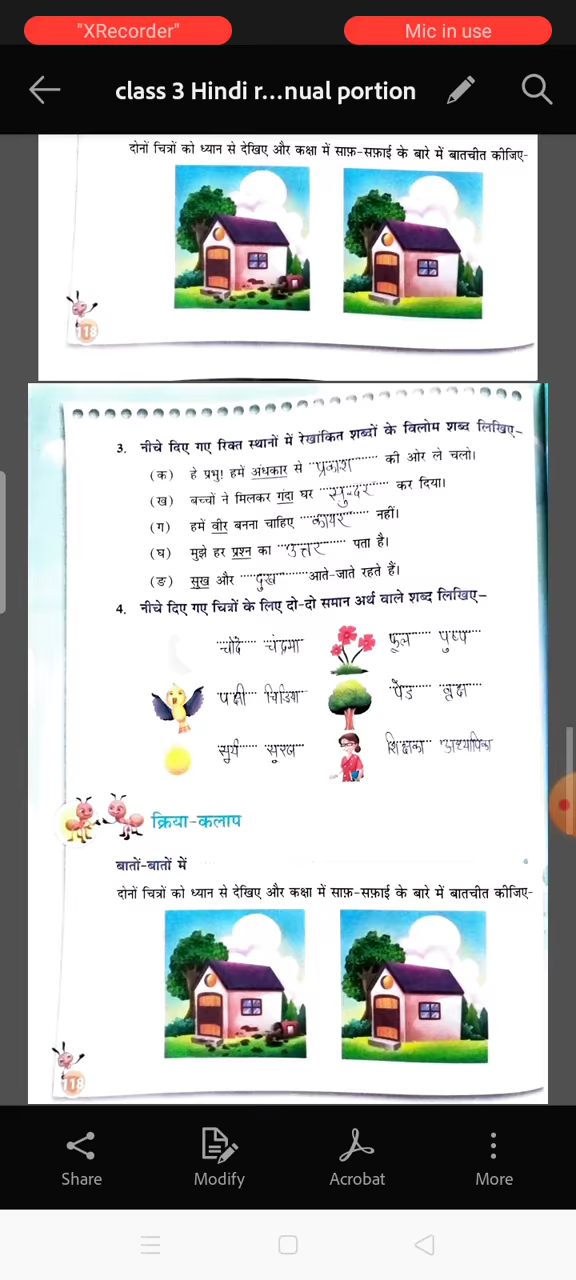 "XRecorder"
Mic in use
class 3 Hindi r...nual portion
दोनों चित्रों को ध्यान से देखिए और कक्षा में साफ़-सफ़ाई के बारे में बातचीत कीजिए-
118
3. नीचे दिए गए रिक्त स्थानों में रेखांकित शब्दों के विलोम शब्द लिखिए-
(क) हे प्रभु! हमें अंधकार से प्रकाश की ओर ले चलो।
(ख) बच्चों ने मिलकर गंदा घर सुन्दर कर दिया।
(ग) हमें वीर बनना चाहिए कायर नहीं।
(घ) मुझे हर प्रश्न का उत्तर पता है।
(ङ) सुख और दुख आते-जाते रहते हैं।
4. नीचे दिए गए चित्रों के लिए दो-दो समान अर्थ वाले शब्द लिखिए-
चाँद चंद्रमा फूल पुष्प
पक्षी चिडिया पेड वृक्ष
सूर्य सूरज शिक्षिका अध्यापिका
क्रिया-कलाप
बातों-बातों में
दोनों चित्रों को ध्यान से देखिए और कक्षा में साफ़-सफ़ाई के बारे में बातचीत कीजिए-
118
Share Modify Acrobat More